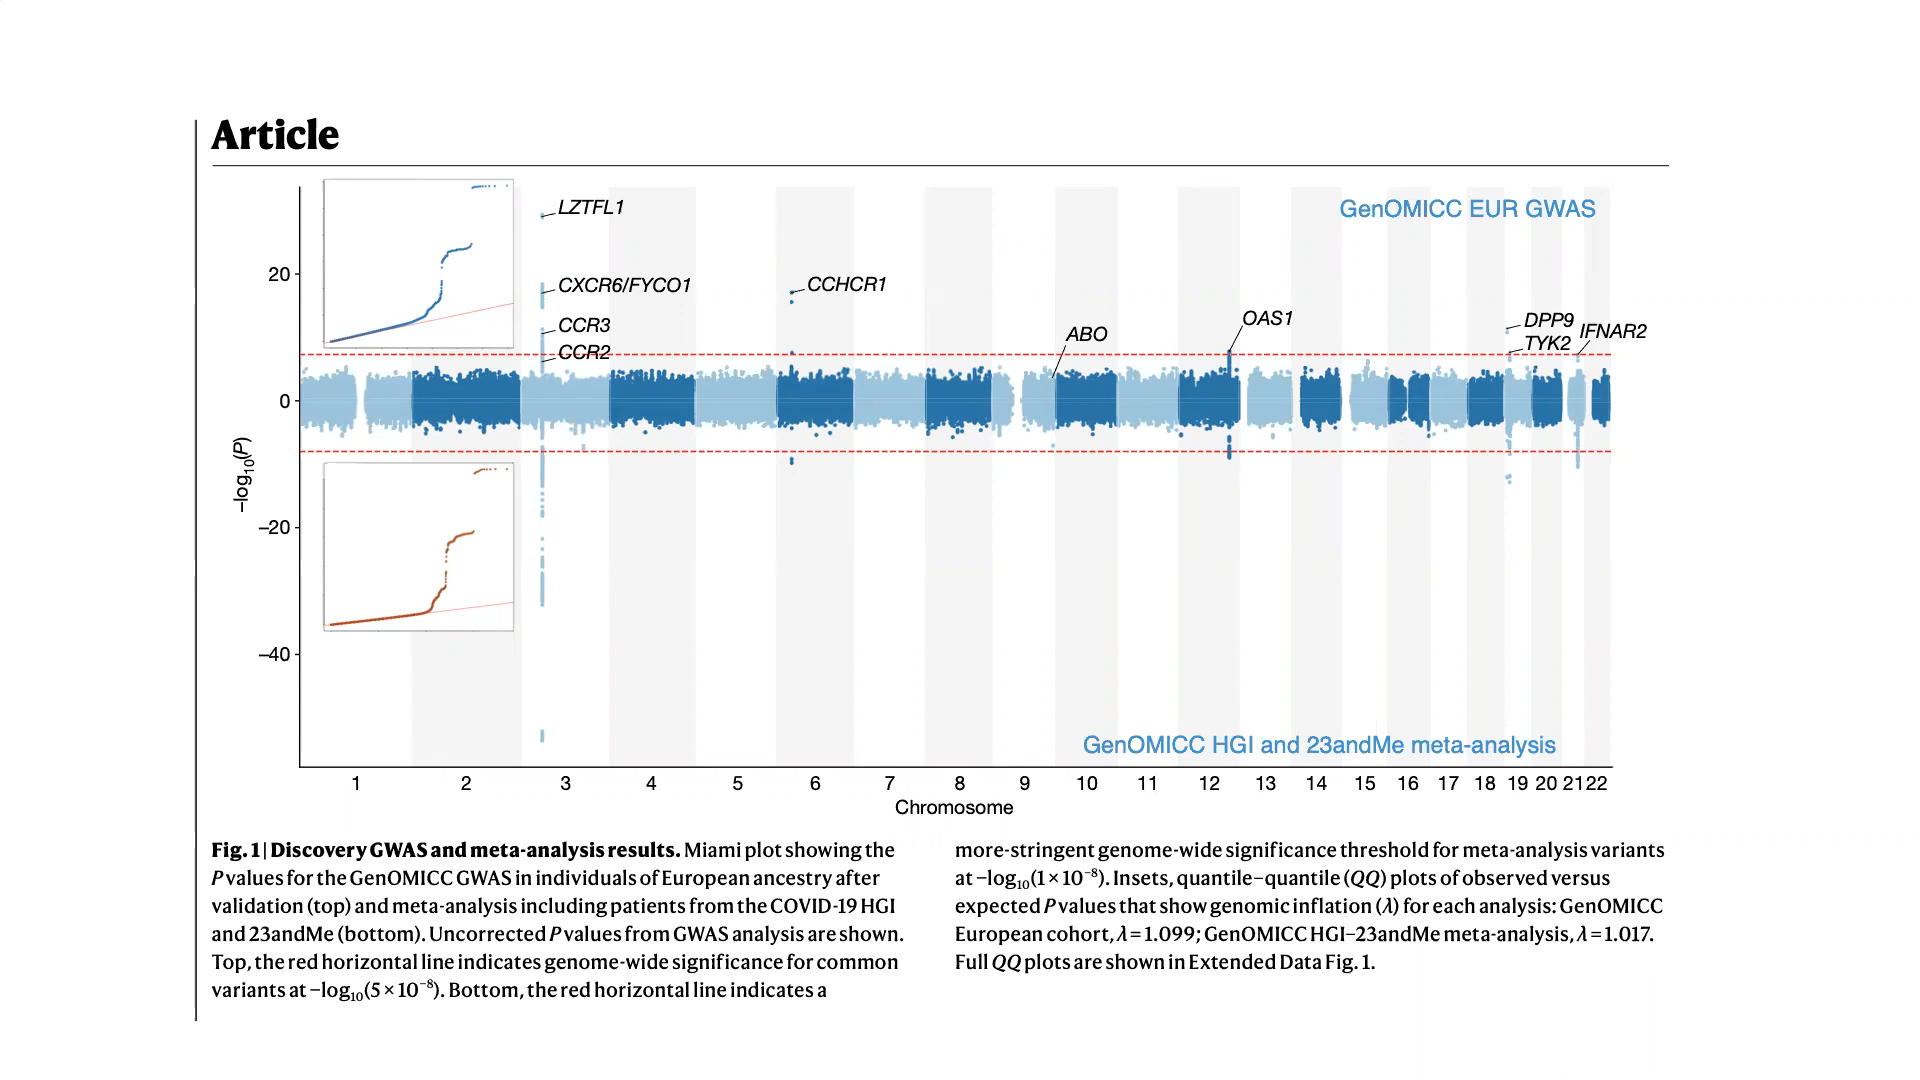 Article
GenOMICC EUR GWAS
LZTFL1
CXCR6/FYCO1
CCR3
CCR2
CCHCR1
ABO
OAS1
DPP9
TYK2
IFNAR2
20
0
–20
–40
–log10(P)
GenOMICC HGI and 23andMe meta-analysis
1 2 3 4 5 6 7 8 9 10 11 12 13 14 15 16 17 18 19 20 21 22
Chromosome
Fig. 1 | Discovery GWAS and meta-analysis results. Miami plot showing the
P values for the GenOMICC GWAS in individuals of European ancestry after
validation (top) and meta-analysis including patients from the COVID-19 HGI
and 23andMe (bottom). Uncorrected P values from GWAS analysis are shown.
Top, the red horizontal line indicates genome-wide significance for common
variants at −log10(5 × 10−8). Bottom, the red horizontal line indicates a
more-stringent genome-wide significance threshold for meta-analysis variants
at −log10(1 × 10−8). Insets, quantile–quantile (QQ) plots of observed versus
expected P values that show genomic inflation (λ) for each analysis: GenOMICC
European cohort, λ = 1.099; GenOMICC HGI–23andMe meta-analysis, λ = 1.017.
Full QQ plots are shown in Extended Data Fig. 1.